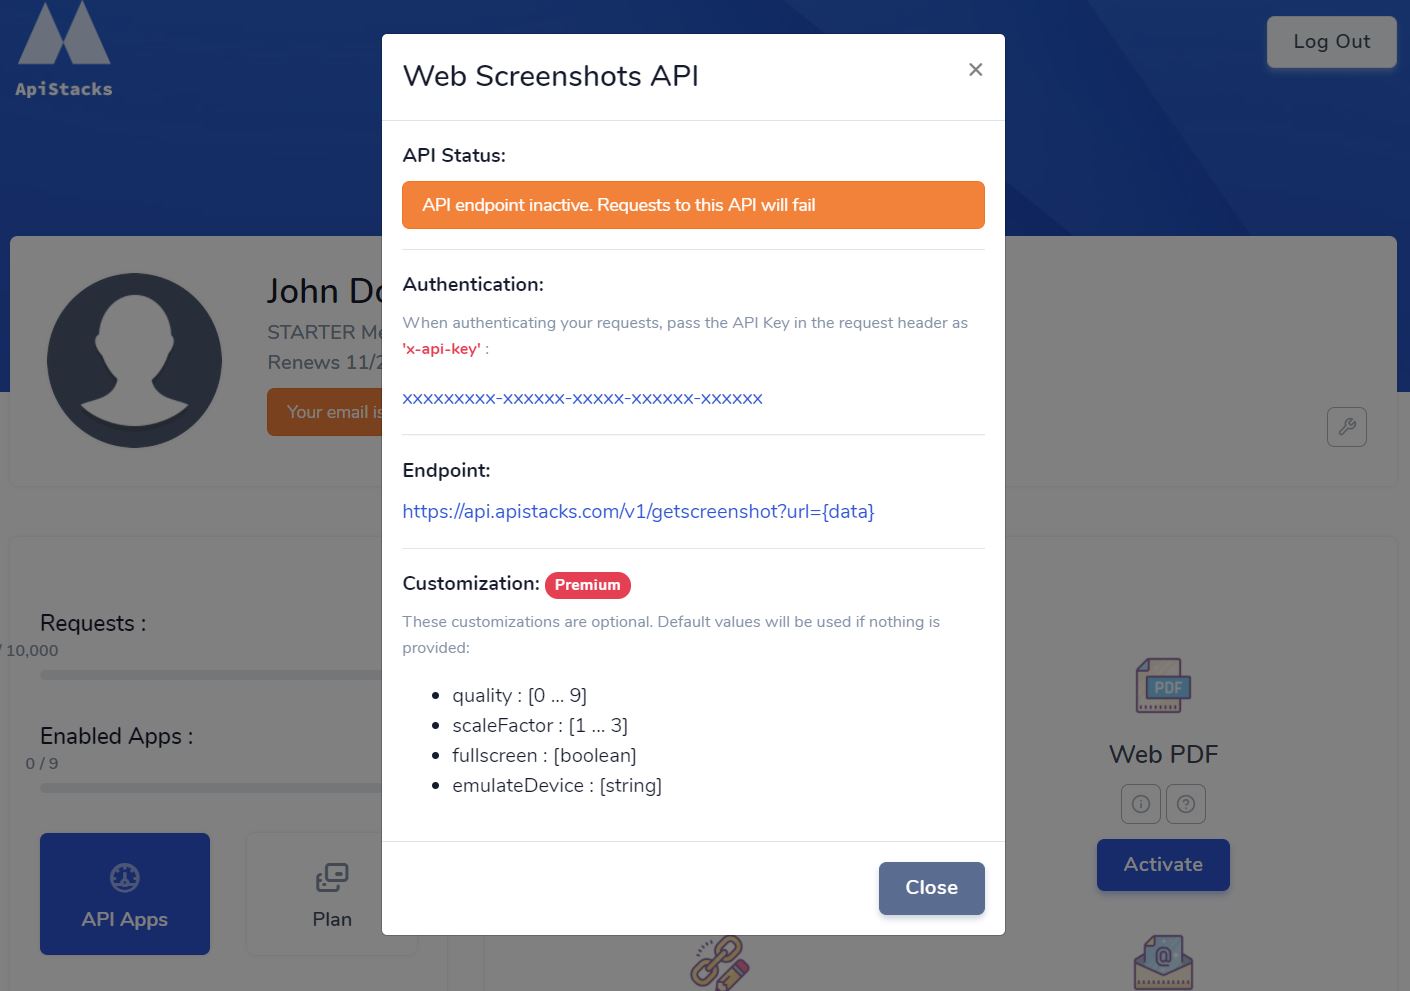 ApiStacks
Log Out
Web Screenshots API
×
API Status:
API endpoint inactive. Requests to this API will fail
Authentication:
When authenticating your requests, pass the API Key in the request header as
'x-api-key' :
xxxxxxxxx-xxxxxx-xxxxx-xxxxxx-xxxxxx
Endpoint:
https://api.apistacks.com/v1/getscreenshot?url={data}
Customization: Premium
These customizations are optional. Default values will be used if nothing is
provided:
• quality : [0 ... 9]
• scaleFactor : [1 ... 3]
• fullscreen : [boolean]
• emulateDevice : [string]
Close
John
STARTER
Renews 11/2
Your email is
Requests :
/ 10,000
Enabled Apps :
0 / 9
API Apps
Plan
PDF
Web PDF
Activate
@